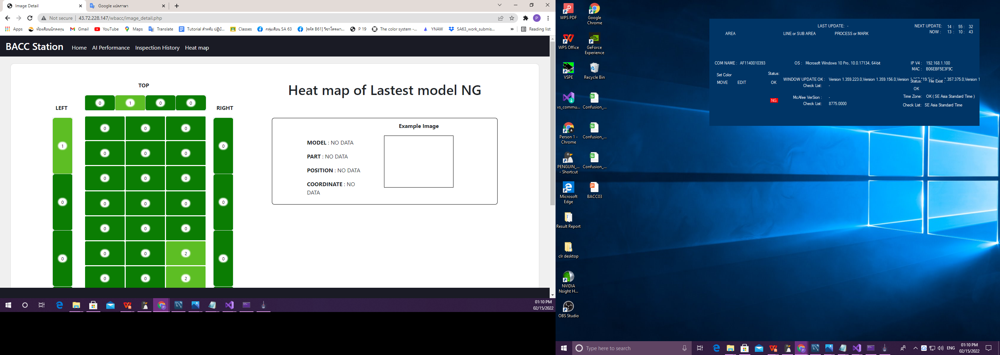 Image Detail
Google แปลภาษา
Not secure
43.72.228.147/wbacc/image_detail.php
P
Apps
ห้องเรียนนักลงทุน
Gmail
YouTube
Maps
Translate
Tutorial สำหรับ ปฏิบั...
Classes
กลุ่มเรียน SA 63
[รหัส B61] วิชาโครงงา...
P 19
The color system -...
YNAW
SA63_work_submis...
»
Reading list
BACC Station
Home
AI Performance
Inspection History
Heat map
TOP
0 1 0 0
LEFT
RIGHT
1
0
0
0 0 0
0 0 0
0 0 0
0 0 0
0 0 0
0 0 2
0 0 2
0
0
0
Heat map of Lastest model NG
Example Image
MODEL : NO DATA
PART : NO DATA
POSITION : NO DATA
COORDINATE : NO
DATA
01:10 PM
02/15/2022
WPS PDF
Google
Chrome
WPS Office
GeForce
Experience
VSPE
Recycle Bin
vs_commu...
Confusion_...
Person 1 -
Chrome
Confusion_...
PENGUIN_...
- Shortcut
Confusion_...
Microsoft
Edge
BACC03
Result Report
clr desktop
NVIDIA
Nsight H...
OBS Studio
LAST UPDATE: -
NEXT UPDATE: 14 : 55 : 32
NOW : 13 : 10 : 43
AREA
LINE or SUB AREA
PROCESS or MARK
COM NAME : AF1140010393
OS : Microsoft Windows 10 Pro, 10.0.17134, 64-bit
IP V4 : 192.168.1.100
MAC : B06EBF5E3F9C
Set Color
MOVE
EDIT
Status:
OK
WINDOW UPDATE OK : Version 1.359.223.0,Version 1.359.156.0,Version 1.357.375.0,Version 1
Check List: -
Status: File Exist :
OK
NG
McAfee VerSion : -
Check List: 8775.0000
Time Zone: OK ( SE Asia Standard Time )
Check List: SE Asia Standard Time
Type here to search
ENG
01:10 PM
02/15/2022